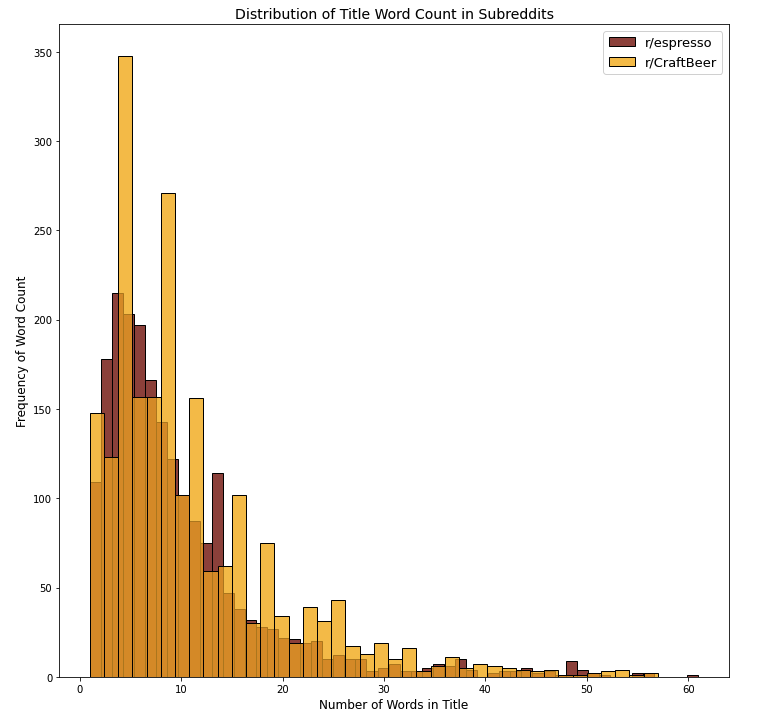 Distribution of Title Word Count in Subreddits
r/espresso
r/CraftBeer
Frequency of Word Count
350
300
250
200
150
100
50
0
0 10 20 30 40 50 60
Number of Words in Title